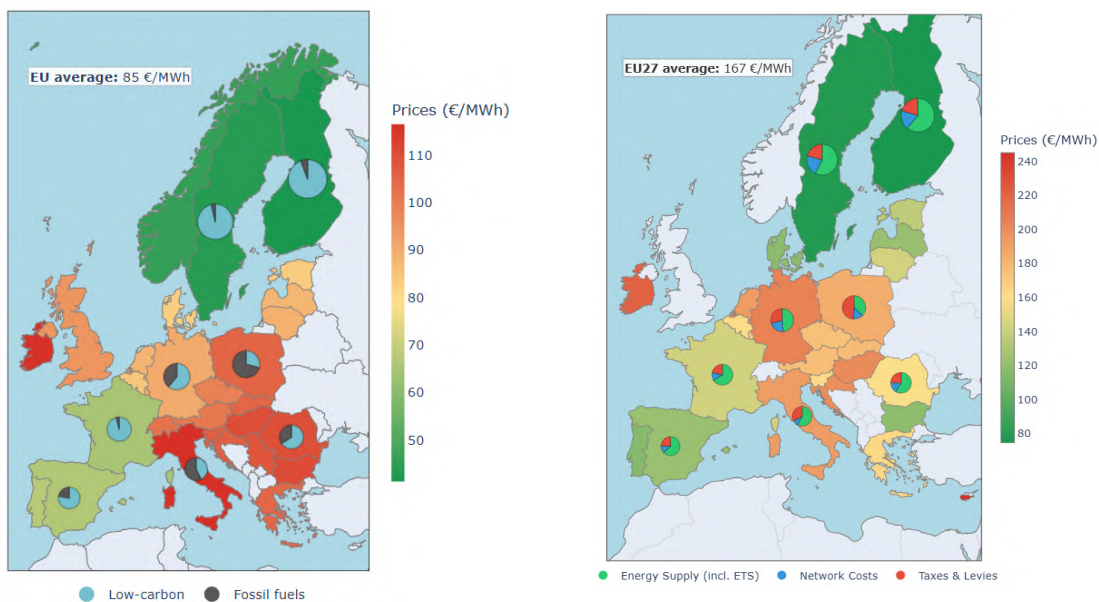 EU average: 85 €/MWh
Prices (€/MWh)
110
100
90
80
70
60
50
Low-carbon
Fossil fuels
EU27 average: 167 €/MWh
Prices (€/MWh)
240
220
200
180
160
140
120
100
80
Energy Supply (incl. ETS)
Network Costs
Taxes & Levies